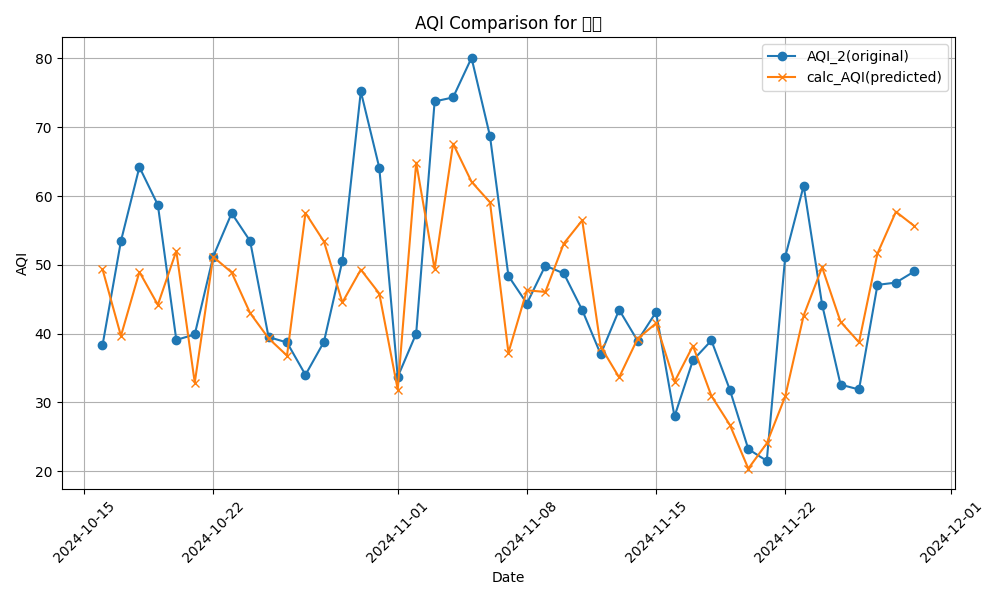 AQI Comparison for
AQI_2(original)
calc_AQI(predicted)
AQI
80
70
60
50
40
30
20
2024-10-15
2024-10-22
2024-11-01
2024-11-08
2024-11-15
2024-11-22
2024-12-01
Date